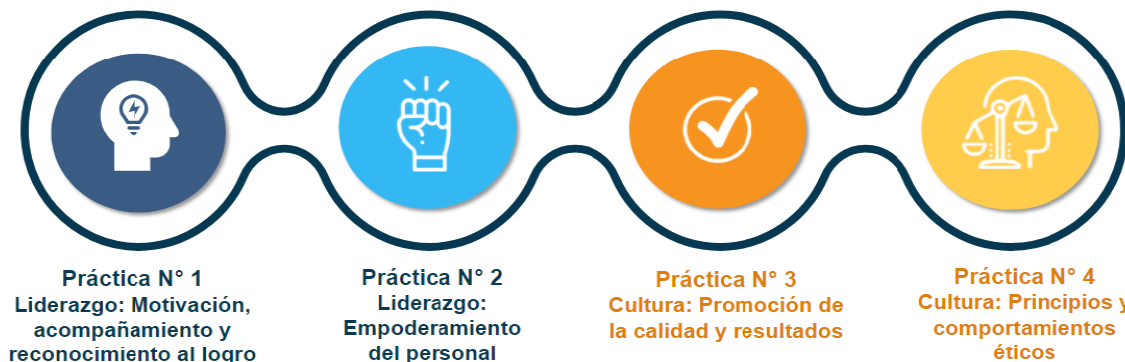 Práctica N° 1
Liderazgo: Motivación,
acompañamiento y
reconocimiento al logro
Práctica N° 2
Liderazgo:
Empoderamiento
del personal
Práctica N° 3
Cultura: Promoción de
la calidad y resultados
Práctica N° 4
Cultura: Principios y
comportamientos
éticos